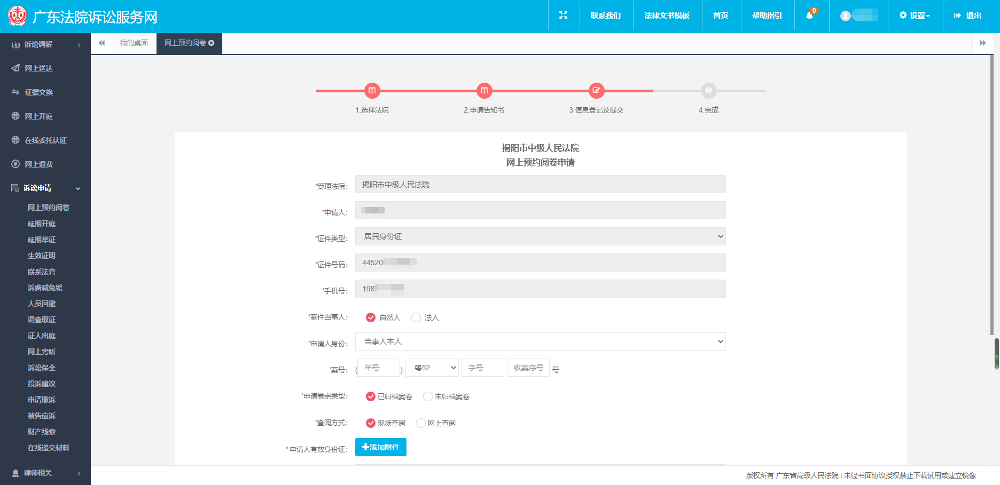 广东法院诉讼服务网
联系我们
法律文书模板
首页
帮助指引
0
设置
退出
诉讼调解
网上送达
证据交换
网上开庭
在线委托认证
网上退费
诉讼申请
网上预约阅卷
延期开庭
延期举证
生效证明
联系法官
诉费减免缓
人员回避
调查取证
证人出庭
网上旁听
诉讼保全
投诉建议
申请撤诉
被告应诉
财产线索
在线递交材料
律师相关
我的桌面
网上预约阅卷
1.选择法院
2.申请告知书
3.信息登记及提交
4.完成
揭阳市中级人民法院
网上预约阅卷申请
*受理法院: 揭阳市中级人民法院
*申请人:
*证件类型: 居民身份证
*证件号码: 44520
*手机号: 198
*案件当事人: 自然人 法人
*申请人身份: 当事人本人
*案号: ( 年号 ) 粤52 字号 收案序号 号
*申请卷宗类型: 已归档案卷 未归档案卷
*查阅方式: 现场查阅 网上查阅
* 申请人有效身份证: 添加附件
版权所有 广东省高级人民法院 | 未经书面协议授权禁止下载试用或建立镜像